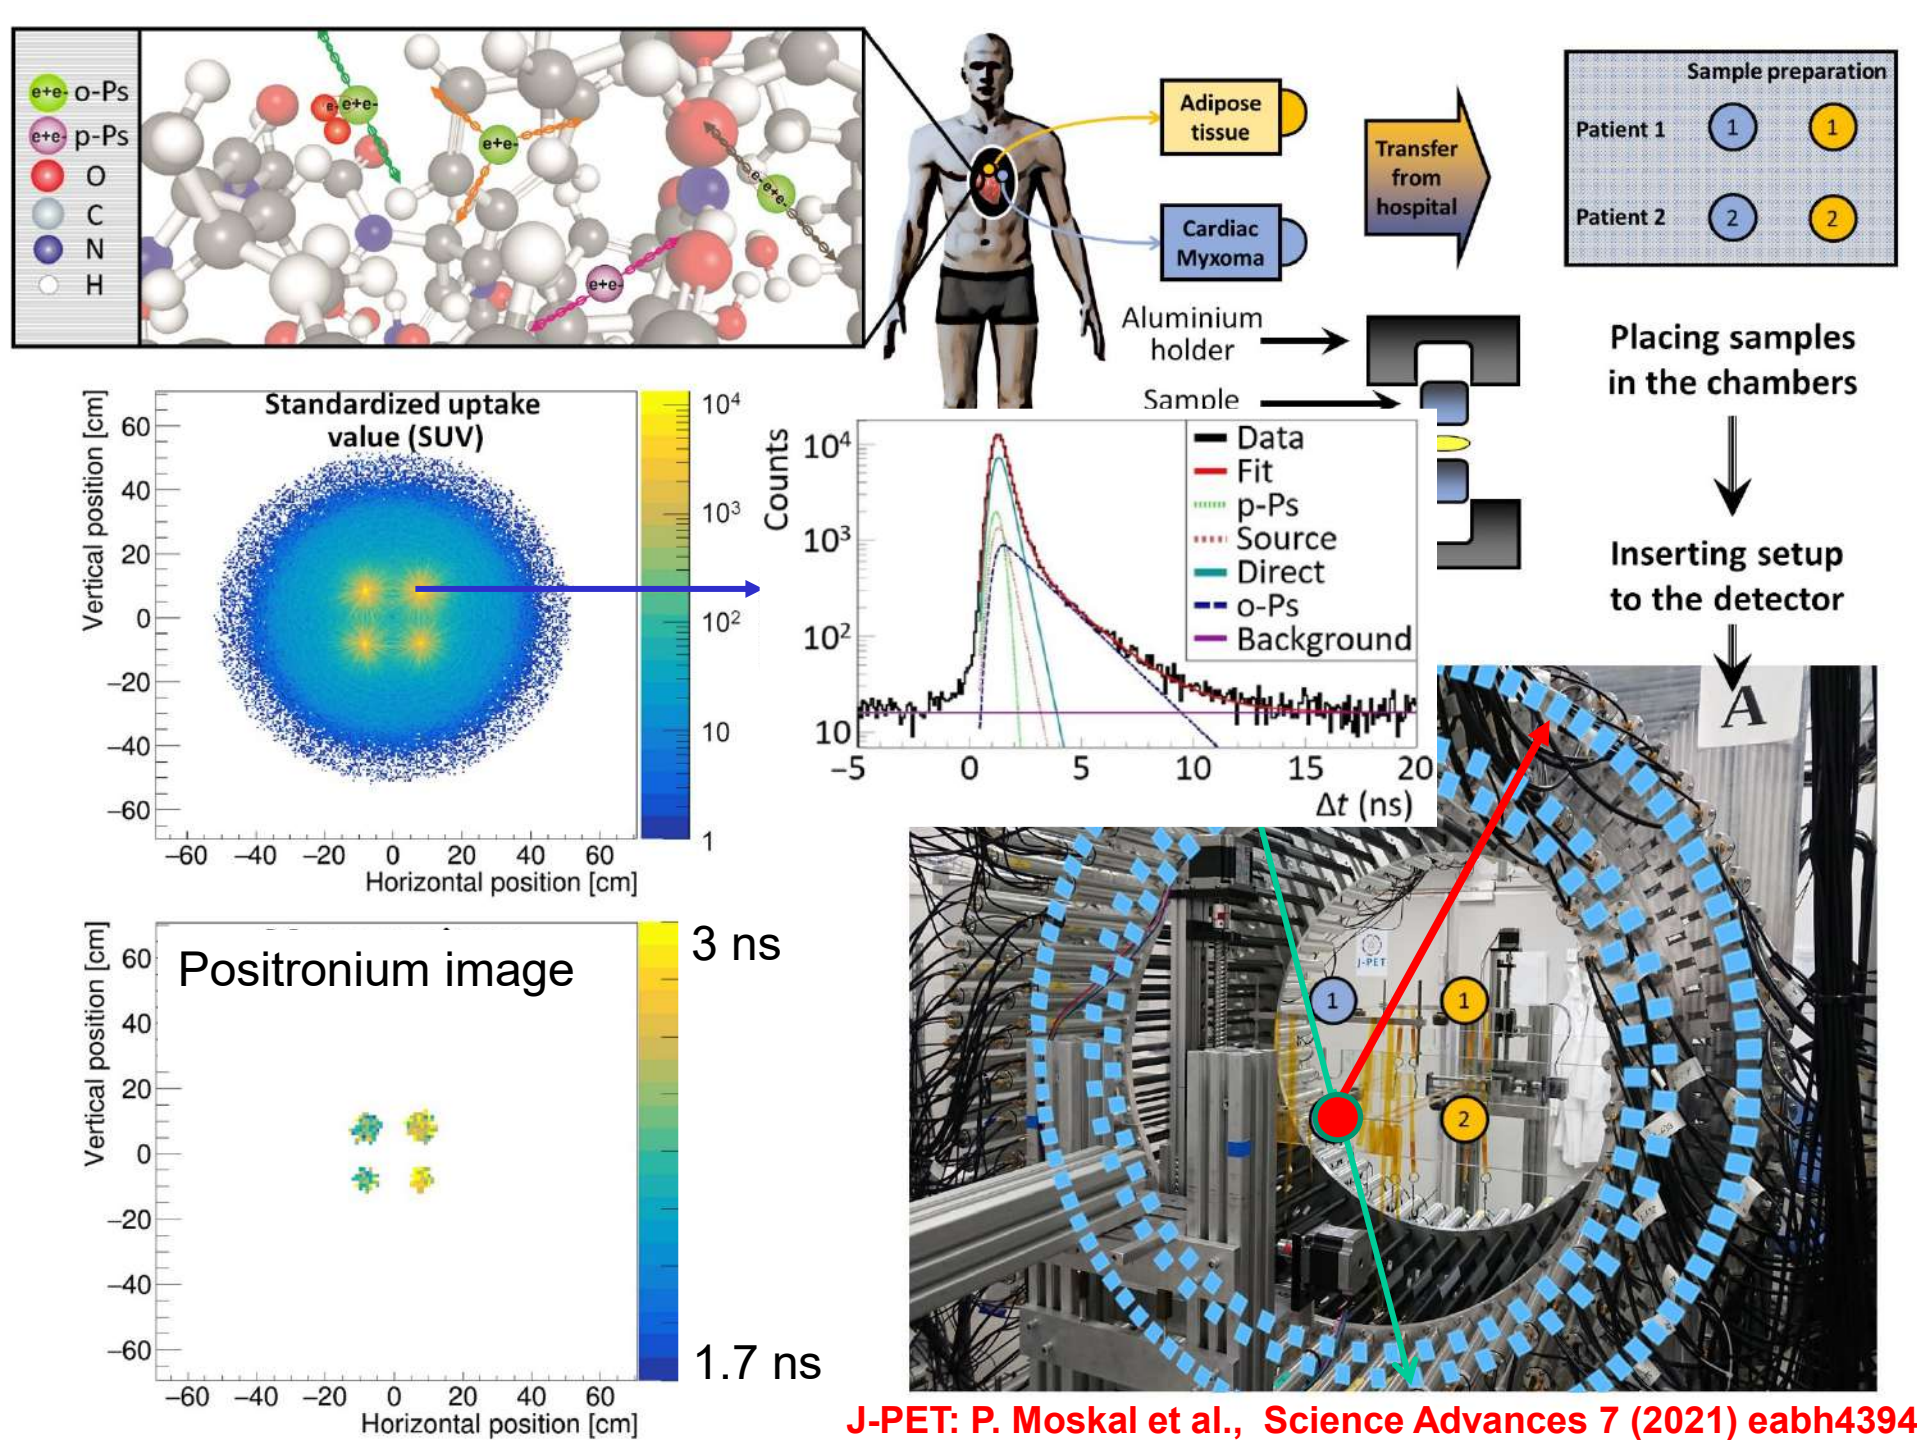 e+e- o-Ps
e+e- p-Ps
O
C
N
H
e- e+e-
e+e-
e- e+e-
e+e-
Adipose
tissue
Cardiac
Myxoma
Transfer
from
hospital
Sample preparation
Patient 1
1
1
Patient 2
2
2
Aluminium
holder
Sample
Placing samples
in the chambers
Inserting setup
to the detector
Standardized uptake
value (SUV)
Vertical position [cm]
60
40
20
0
−20
−40
−60
−60 −40 −20 0 20 40 60
Horizontal position [cm]
10⁴
10³
10²
10
1
Counts
10⁴
10³
10²
10
−5 0 5 10 15 20
Δt (ns)
Data
Fit
p-Ps
Source
Direct
o-Ps
Background
Positronium image
Vertical position [cm]
60
40
20
0
−20
−40
−60
−60 −40 −20 0 20 40 60
Horizontal position [cm]
3 ns
1.7 ns
A
J-PET
1
1
2
J-PET: P. Moskal et al., Science Advances 7 (2021) eabh4394